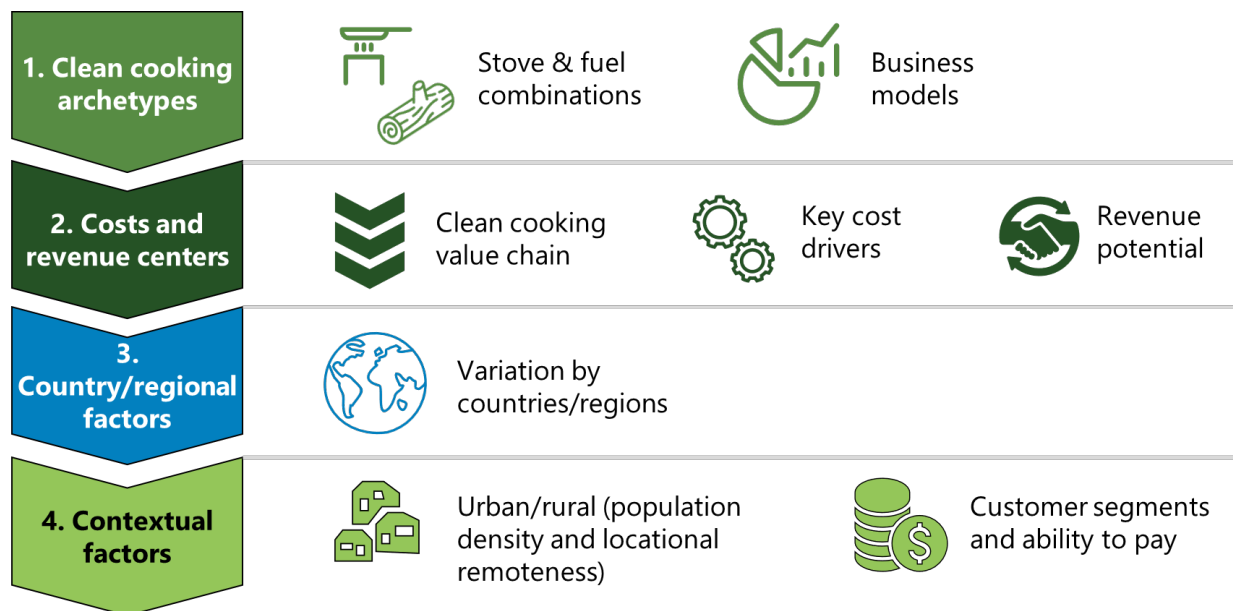 1. Clean cooking
archetypes
Stove & fuel
combinations
Business
models
2. Costs and
revenue centers
Clean cooking
value chain
Key cost
drivers
Revenue
potential
3.
Country/regional
factors
Variation by
countries/regions
4. Contextual
factors
Urban/rural (population
density and locational
remoteness)
$
Customer segments
and ability to pay